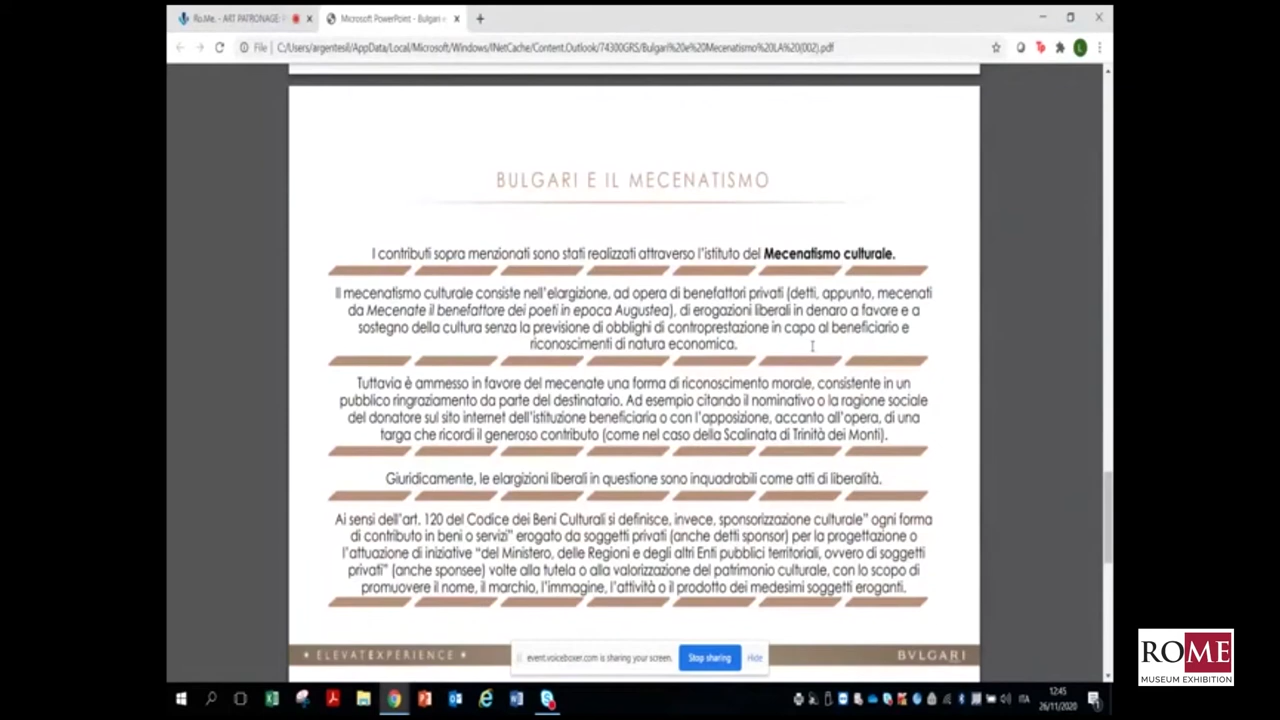 Ro.Me. - ART PATRONAGE:
Microsoft PowerPoint - Bulgari e
File
C:/Users/argentesil/AppData/Local/Microsoft/Windows/INetCache/Content.Outlook/74300GRS/Bulgari%20e%20Mecenatismo%20LA%20(002).pdf
BULGARI E IL MECENATISMO
I contributi sopra menzionati sono stati realizzati attraverso l'istituto del Mecenatismo culturale.
Il mecenatismo culturale consiste nell'elargizione, ad opera di benefattori privati (detti, appunto, mecenati
da Mecenate il benefattore dei poeti in epoca Augustea), di erogazioni liberali in denaro a favore e a
sostegno della cultura senza la previsione di obblighi di controprestazione in capo al beneficiario e
riconoscimenti di natura economica.
Tuttavia è ammesso in favore del mecenate una forma di riconoscimento morale, consistente in un
pubblico ringraziamento da parte del destinatario. Ad esempio citando il nominativo o la ragione sociale
del donatore sul sito internet dell'istituzione beneficiaria o con l'apposizione, accanto all'opera, di una
targa che ricordi il generoso contributo (come nel caso della Scalinata di Trinità dei Monti).
Giuridicamente, le elargizioni liberali in questione sono inquadrabili come atti di liberalità.
Ai sensi dell'art. 120 del Codice dei Beni Culturali si definisce, invece, sponsorizzazione culturale" ogni forma
di contributo in beni o servizi" erogato da soggetti privati (anche detti sponsor) per la progettazione o
l'attuazione di iniziative "del Ministero, delle Regioni e degli altri Enti pubblici territoriali, ovvero di soggetti
privati" (anche sponsee) volte alla tutela o alla valorizzazione del patrimonio culturale, con lo scopo di
promuovere il nome, il marchio, l'immagine, l'attività o il prodotto dei medesimi soggetti eroganti.
ELEVATEXPERIENCE
BVLGARI
event.voiceboxer.com is sharing your screen.
Stop sharing
Hide
ROME
MUSEUM EXHIBITION
ITA
12:45
26/11/2020